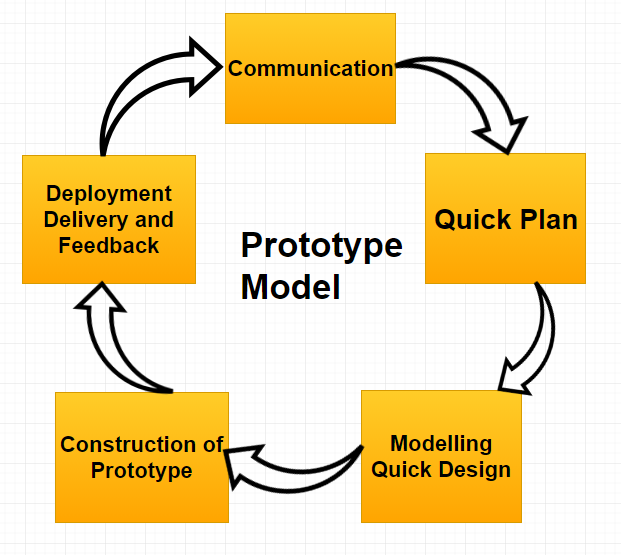 Communication
Quick Plan
Modelling
Quick Design
Construction of
Prototype
Deployment
Delivery and
Feedback
Prototype
Model